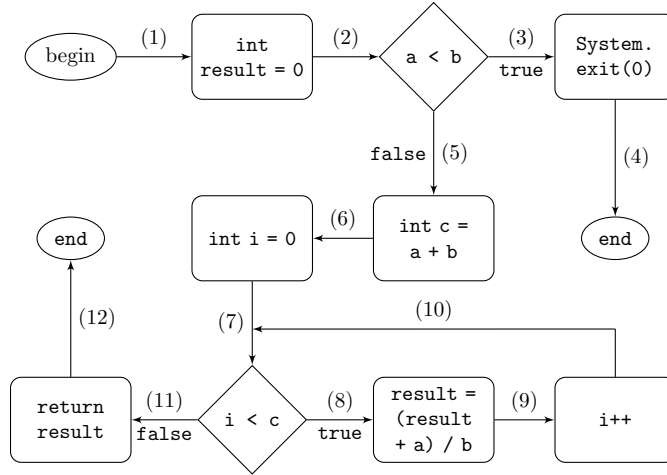 begin
(1)
int
result = 0
(2)
a < b
(3)
true
System.
exit(0)
(4)
end
false
(5)
int c =
a + b
(6)
int i = 0
(7)
end
(12)
(10)
return
result
(11)
false
i < c
(8)
true
result =
(result
+ a) / b
(9)
i++